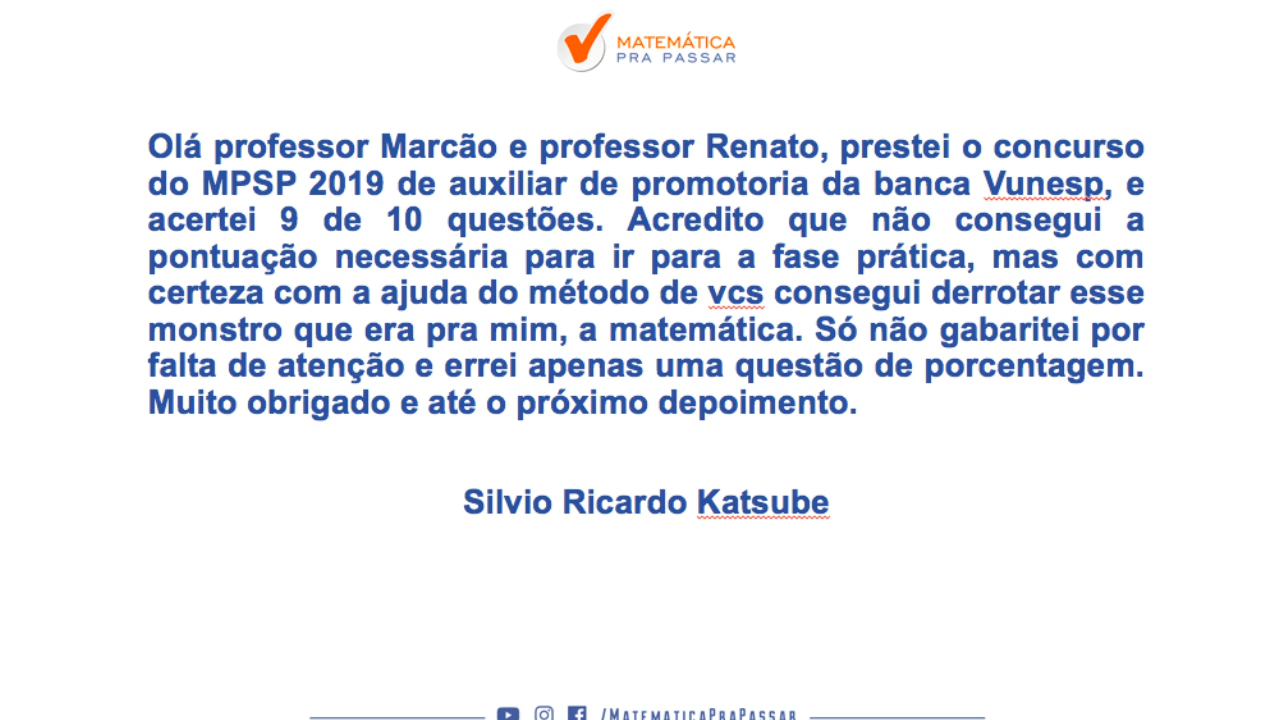 MATEMÁTICA
PRA PASSAR
Olá professor Marcão e professor Renato, prestei o concurso
do MPSP 2019 de auxiliar de promotoria da banca Vunesp, e
acertei 9 de 10 questões. Acredito que não consegui a
pontuação necessária para ir para a fase prática, mas com
certeza com a ajuda do método de vcs consegui derrotar esse
monstro que era pra mim, a matemática. Só não gabaritei por
falta de atenção e errei apenas uma questão de porcentagem.
Muito obrigado e até o próximo depoimento.
Silvio Ricardo Katsube
/MATEMATICAPRAPASSAR